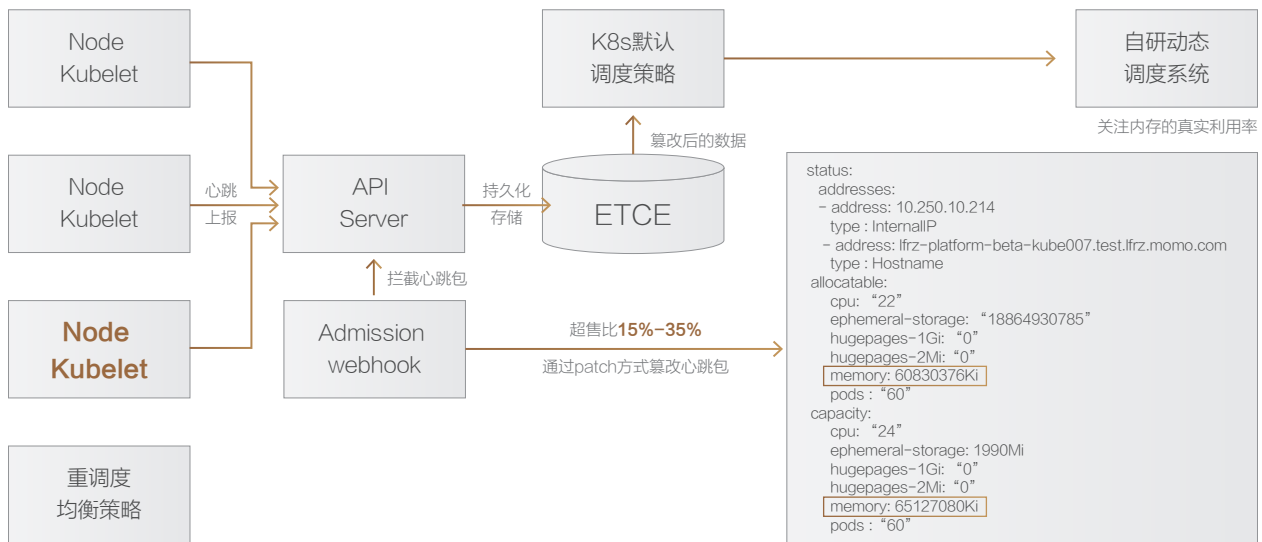 Node
Kubelet
K8s默认
调度策略
自研动态
调度系统
关注内存的真实利用率
篡改后的数据
Node
Kubelet
心跳
上报
API
Server
持久化
存储
ETCE
拦截心跳包
Node
Kubelet
Admission
webhook
超售比15%-35%
通过patch方式篡改心跳包
重调度
均衡策略
status:
addresses:
- address: 10.250.10.214
type : InternalIP
- address: lfrz-platform-beta-kube007.test.lfrz.momo.com
type : Hostname
allocatable:
cpu: “22”
ephemeral-storage: “18864930785”
hugepages-1Gi: “0”
hugepages-2Mi: “0”
memory: 60830376Ki
pods : “60”
capacity:
cpu: “24”
ephemeral-storage: 1990Mi
hugepages-1Gi: “0”
hugepages-2Mi: “0”
memory: 65127080Ki
pods : “60”